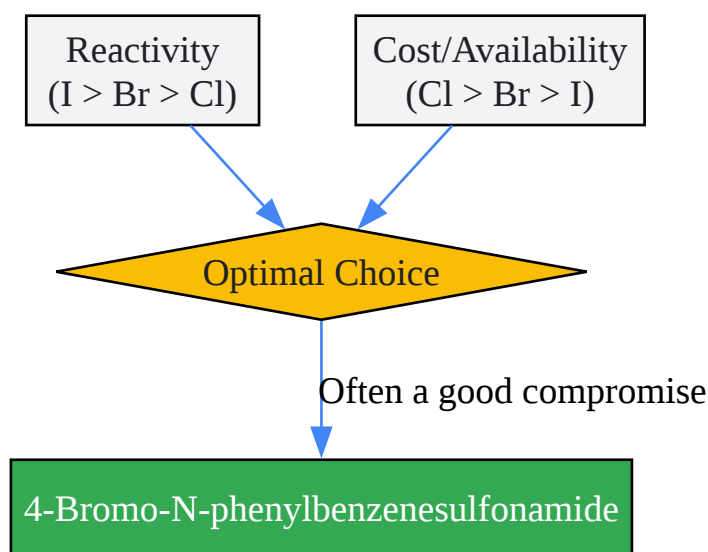 Reactivity
(I > Br > Cl)
Cost/Availability
(Cl > Br > I)
Optimal Choice
Often a good compromise
4-Bromo-N-phenylbenzenesulfonamide